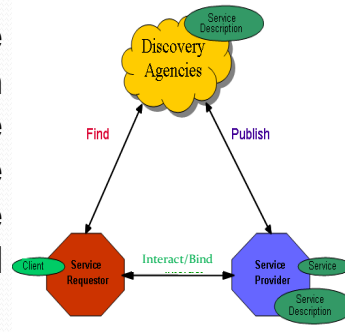 Service
Description
Discovery
Agencies
Find
Publish
Client
Service
Requestor
Interact/Bind
Service
Provider
Service
Service
Description